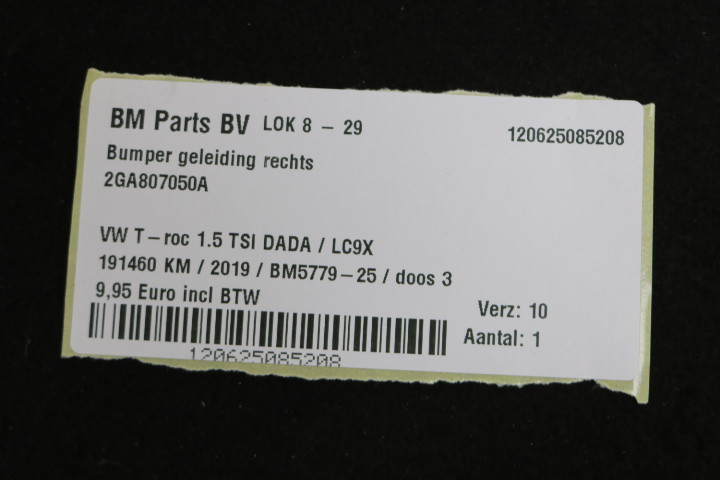 BM Parts BV LOK 8 - 29 120625085208
Bumper geleiding rechts
2GA807050A
VW T-roc 1.5 TSI DADA / LC9X
191460 KM / 2019 / BM5779-25 / doos 3
9,95 Euro incl BTW
Verz: 10
Aantal: 1
120625085208